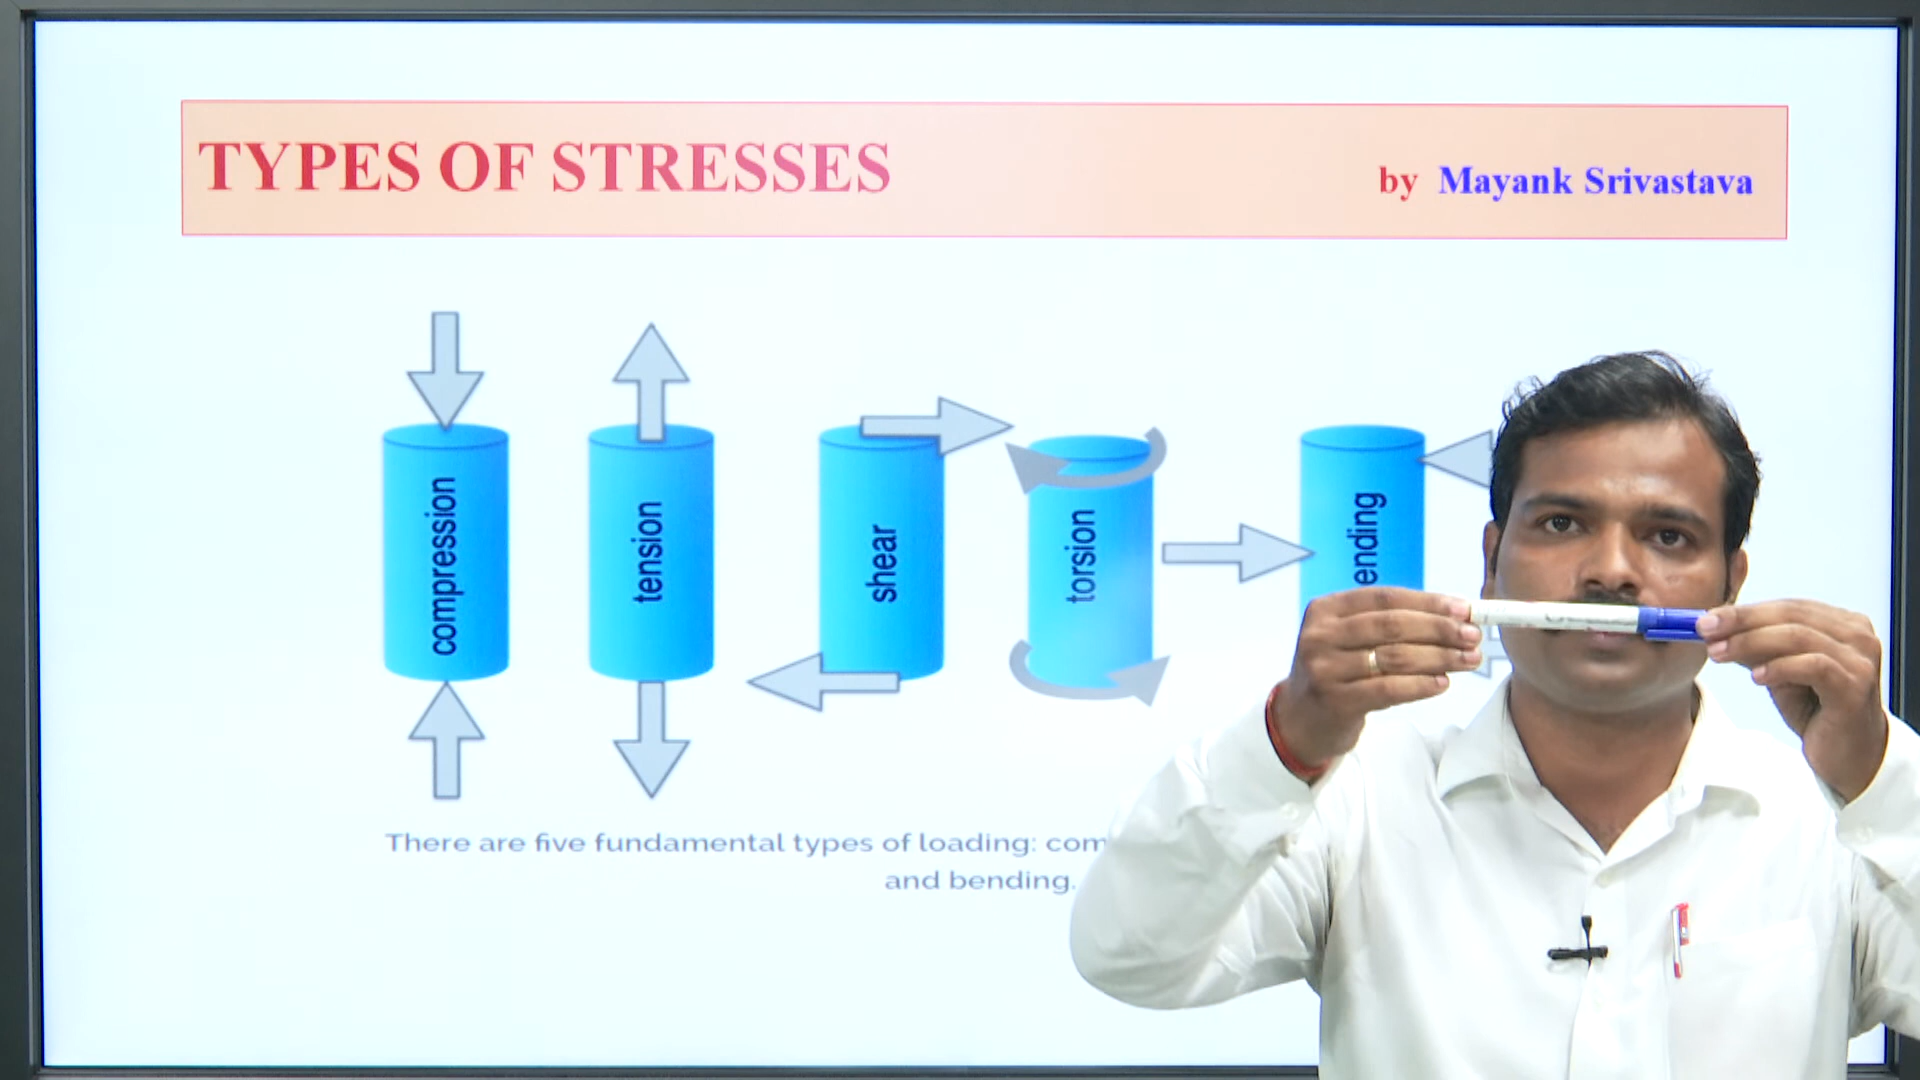 TYPES OF STRESSES
by Mayank Srivastava
compression
tension
shear
torsion
ending
There are five fundamental types of loading: com
and bending.